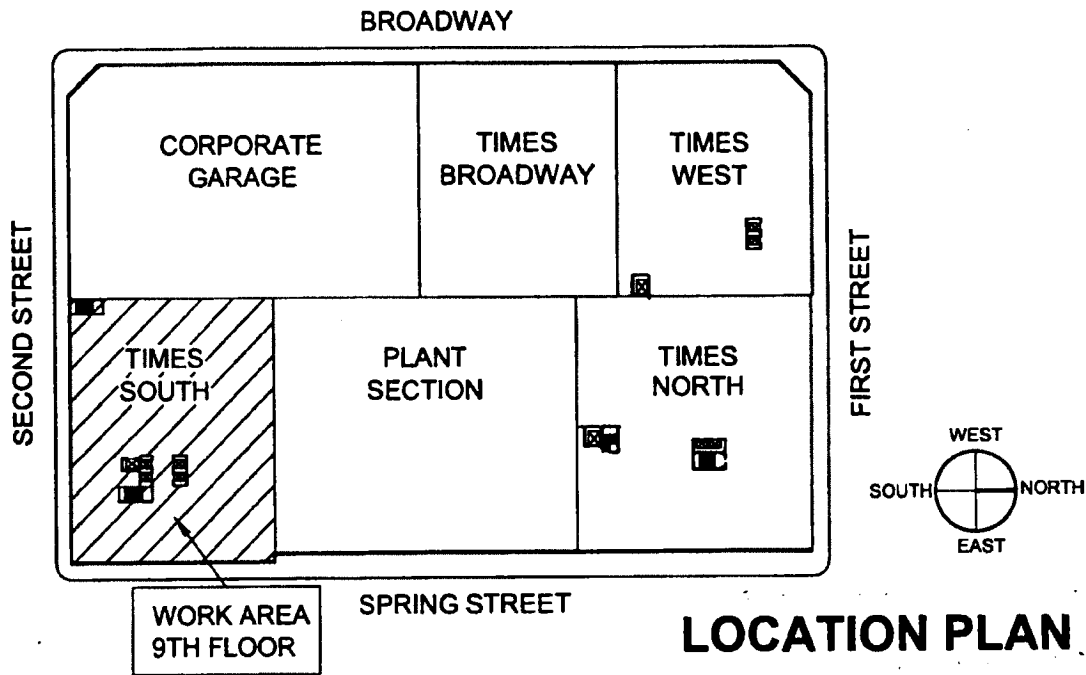 BROADWAY
CORPORATE
GARAGE
TIMES
BROADWAY
TIMES
WEST
SECOND STREET
FIRST STREET
TIMES
SOUTH
PLANT
SECTION
TIMES
NORTH
WEST
SOUTH
NORTH
EAST
WORK AREA
9TH FLOOR
SPRING STREET
LOCATION PLAN